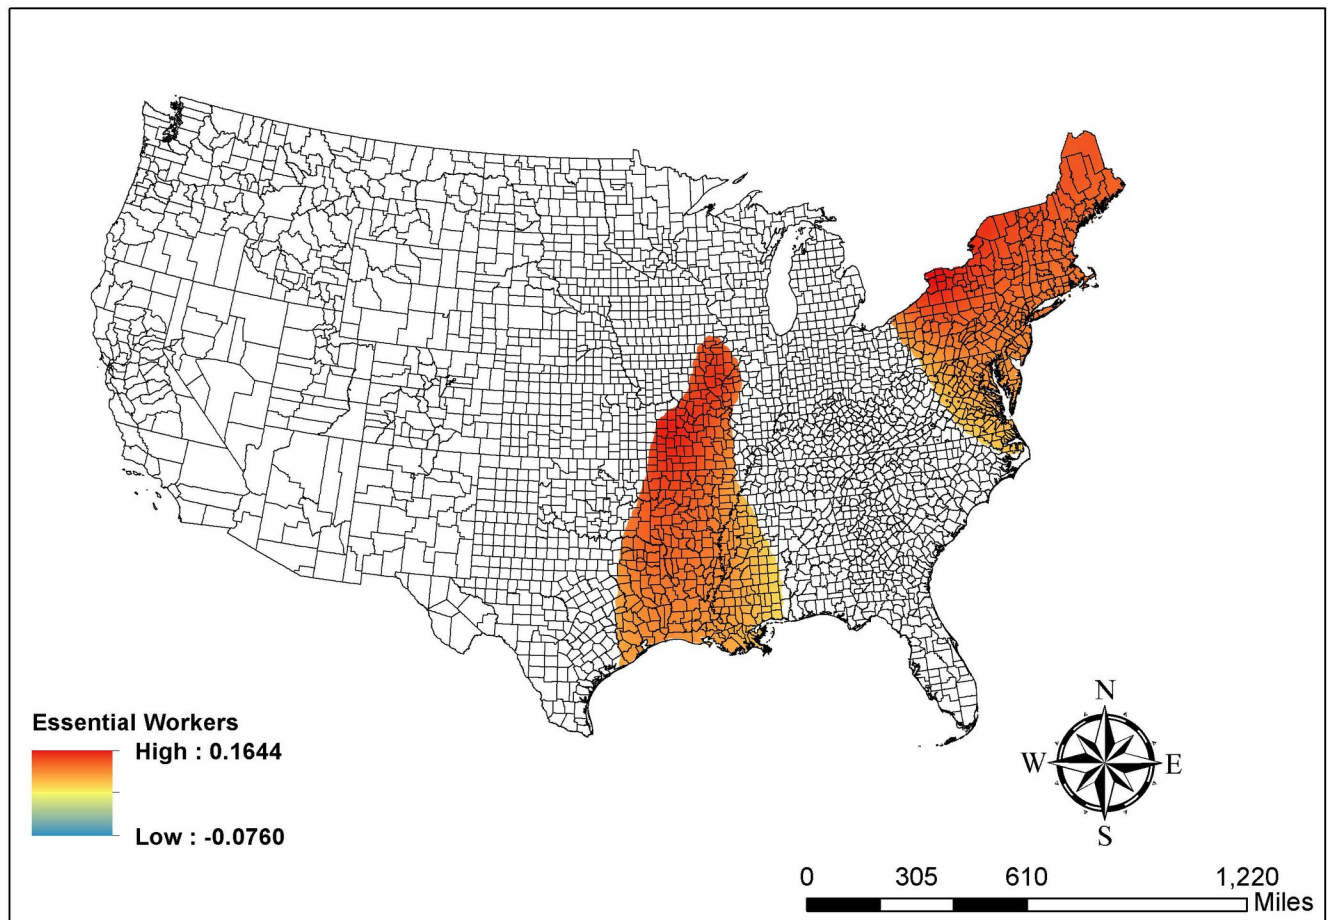 Essential Workers
High : 0.1644
Low : -0.0760
N
W E
S
0 305 610 1,220
Miles